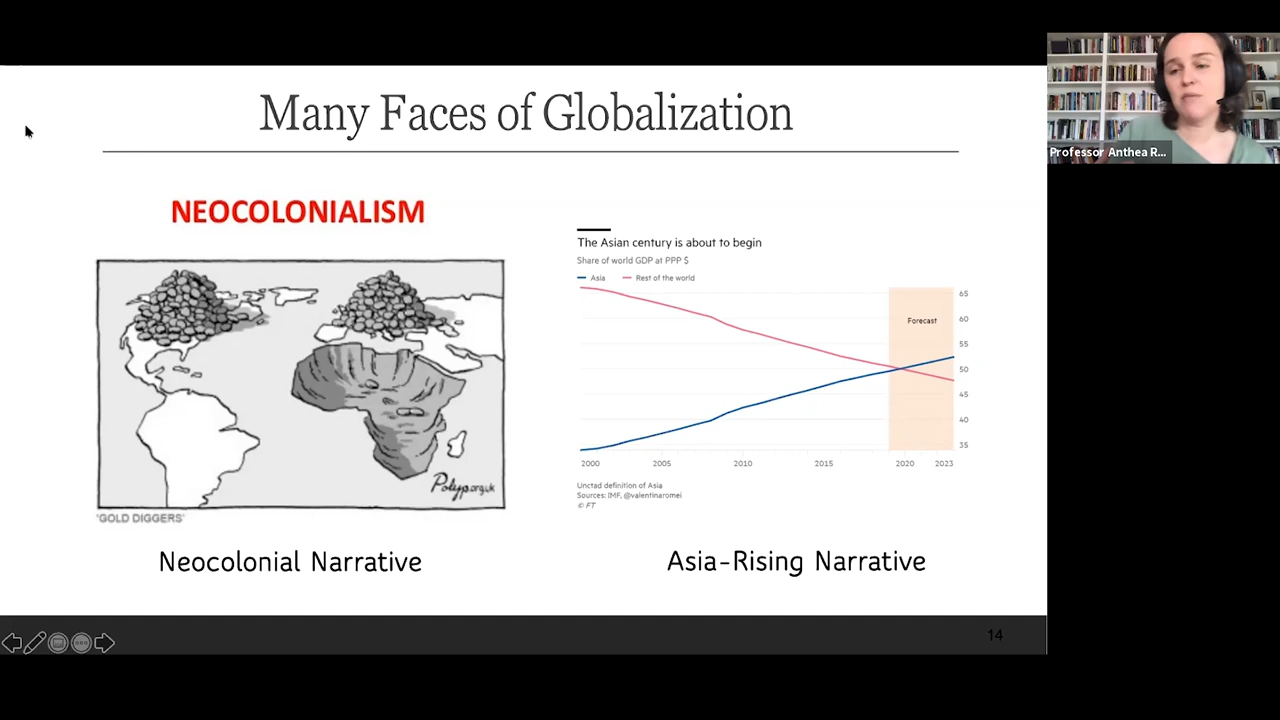 Many Faces of Globalization
Professor Anthea R...
NEOCOLONIALISM
Polyp.org.uk
'GOLD DIGGERS'
Neocolonial Narrative
The Asian century is about to begin
Share of world GDP at PPP $
Asia Rest of the world
Forecast
65
60
55
50
45
40
35
2000 2005 2010 2015 2020 2023
Unctad definition of Asia
Sources: IMF, @valentinaromei
© FT
Asia-Rising Narrative
14